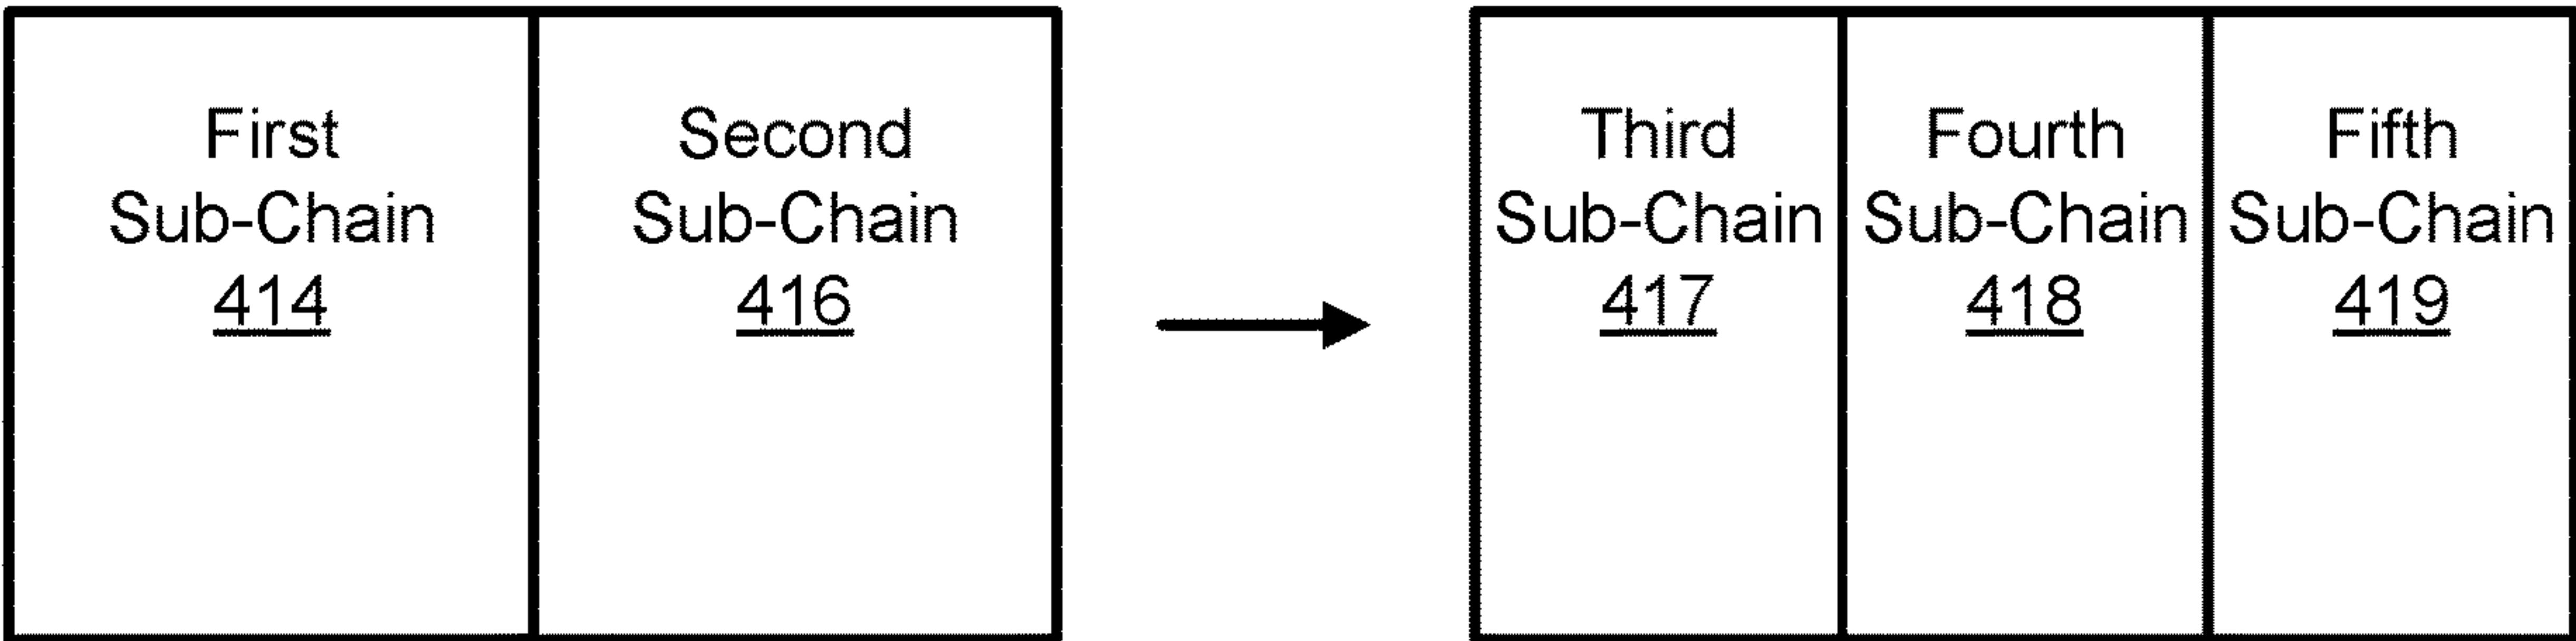 First
Sub-Chain
414
Second
Sub-Chain
416
Third
Sub-Chain
417
Fourth
Sub-Chain
418
Fifth
Sub-Chain
419